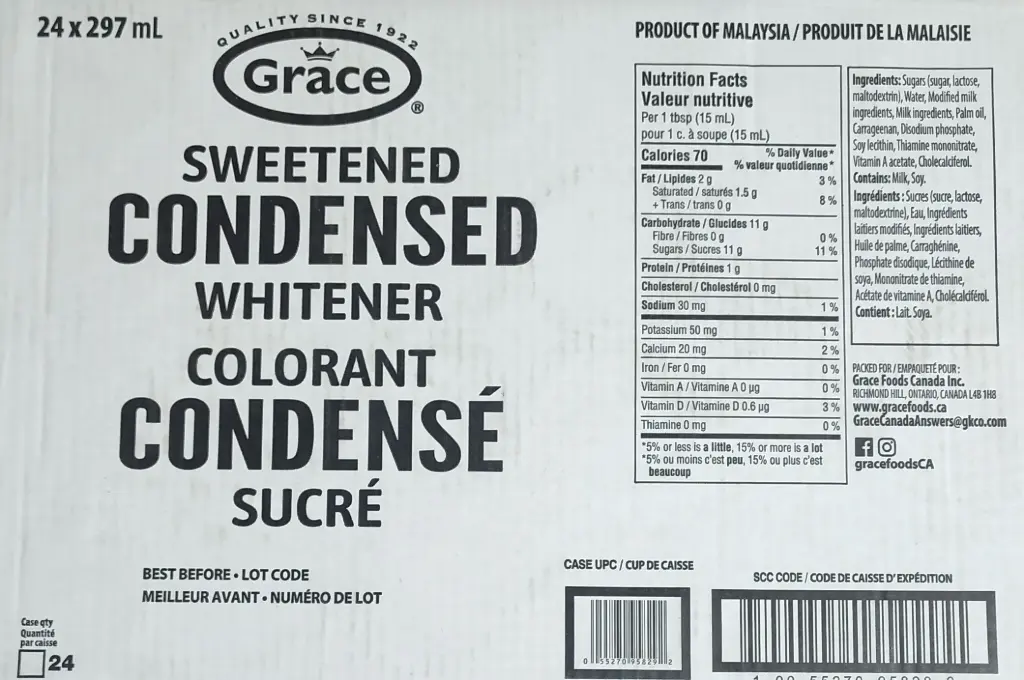 24 x 297 mL
QUALITY SINCE 1922
Grace®
SWEETENED
CONDENSED
WHITENER
COLORANT
CONDENSÉ
SUCRÉ
BEST BEFORE • LOT CODE
MEILLEUR AVANT • NUMÉRO DE LOT
Case qty
Quantité
par caisse
24
PRODUCT OF MALAYSIA / PRODUIT DE LA MALAISIE
Nutrition Facts
Valeur nutritive
Per 1 tbsp (15 mL)
pour 1 c. à soupe (15 mL)
Calories 70 % Daily Value*
% valeur quotidienne*
Fat / Lipides 2 g 3 %
Saturated / saturés 1.5 g
+ Trans / trans 0 g 8 %
Carbohydrate / Glucides 11 g
Fibre / Fibres 0 g 0 %
Sugars / Sucres 11 g 11 %
Protein / Protéines 1 g
Cholesterol / Cholestérol 0 mg
Sodium 30 mg 1 %
Potassium 50 mg 1 %
Calcium 20 mg 2 %
Iron / Fer 0 mg 0 %
Vitamin A / Vitamine A 0 µg 0 %
Vitamin D / Vitamine D 0.6 µg 3 %
Thiamine 0 mg 0 %
*5% or less is a little, 15% or more is a lot
*5% ou moins c'est peu, 15% ou plus c'est
beaucoup
Ingredients: Sugars (sugar, lactose,
maltodextrin), Water, Modified milk
ingredients, Milk ingredients, Palm oil,
Carrageenan, Disodium phosphate,
Soy lecithin, Thiamine mononitrate,
Vitamin A acetate, Cholecalciferol.
Contains: Milk, Soy.
Ingrédients : Sucres (sucre, lactose,
maltodextrine), Eau, Ingrédients
laitiers modifiés, Ingrédients laitiers,
Huile de palme, Carraghénine,
Phosphate disodique, Lécithine de
soya, Mononitrate de thiamine,
Acétate de vitamine A, Cholécalciférol.
Contient : Lait. Soya.
PACKED FOR / EMPAQUETÉ POUR :
Grace Foods Canada Inc.
RICHMOND HILL, ONTARIO, CANADA L4B 1H8
www.gracefoods.ca
GraceCanadaAnswers@gkco.com
gracefoodsCA
CASE UPC / CUP DE CAISSE
0 55270 95829 2
SCC CODE / CODE DE CAISSE D'EXPÉDITION